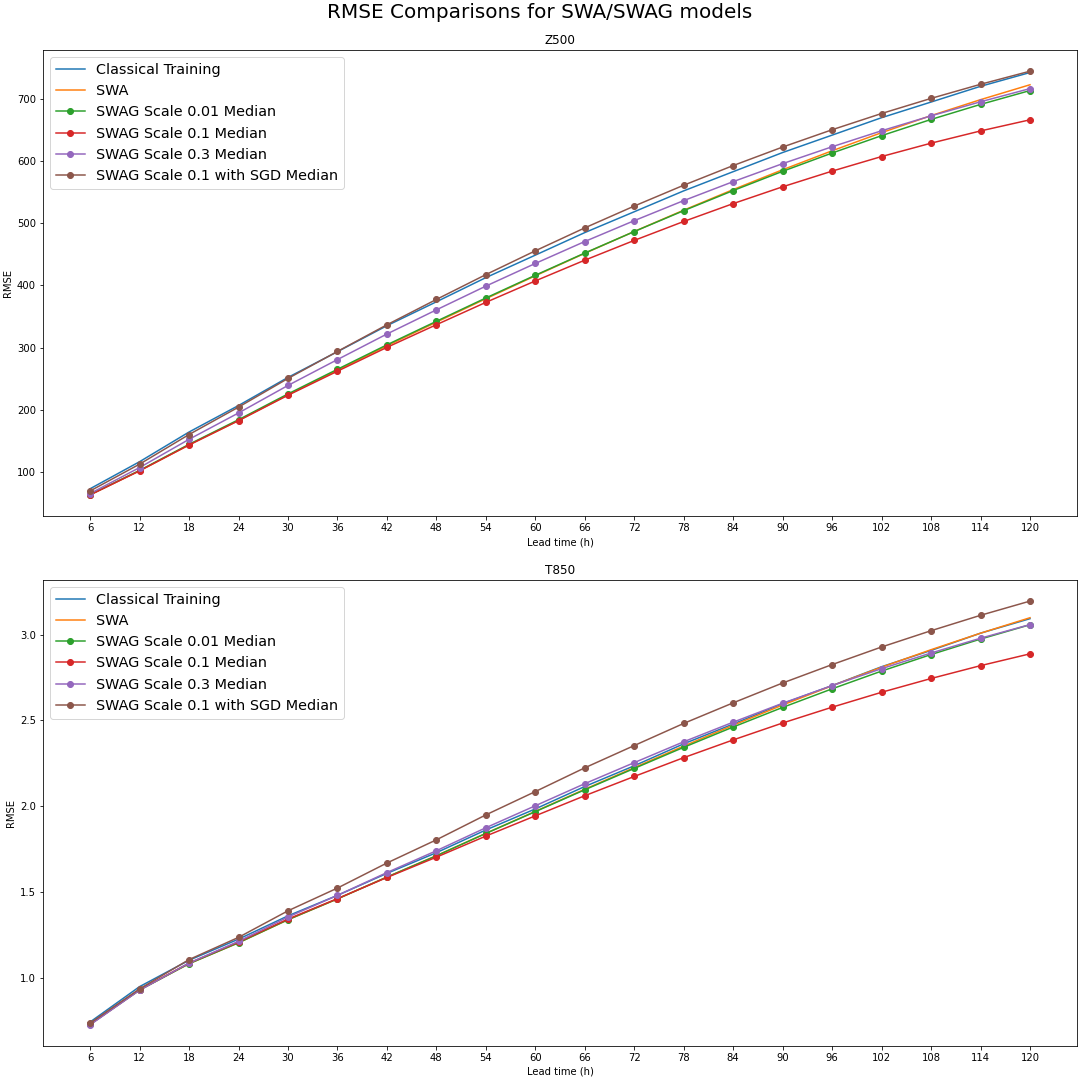 RMSE Comparisons for SWA/SWAG models
Z500
Classical Training
SWA
SWAG Scale 0.01 Median
SWAG Scale 0.1 Median
SWAG Scale 0.3 Median
SWAG Scale 0.1 with SGD Median
700
600
500
400
300
200
100
RMSE
6 12 18 24 30 36 42 48 54 60 66 72 78 84 90 96 102 108 114 120
Lead time (h)
T850
Classical Training
SWA
SWAG Scale 0.01 Median
SWAG Scale 0.1 Median
SWAG Scale 0.3 Median
SWAG Scale 0.1 with SGD Median
3.0
2.5
2.0
1.5
1.0
RMSE
6 12 18 24 30 36 42 48 54 60 66 72 78 84 90 96 102 108 114 120
Lead time (h)